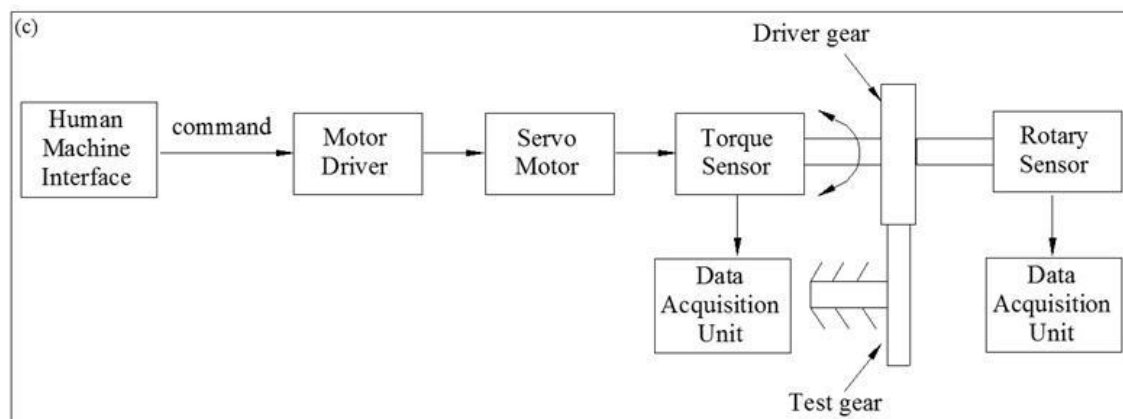 (c)
Driver gear
Human
Machine
Interface
command
Motor
Driver
Servo
Motor
Torque
Sensor
Rotary
Sensor
Data
Acquisition
Unit
Data
Acquisition
Unit
Test gear